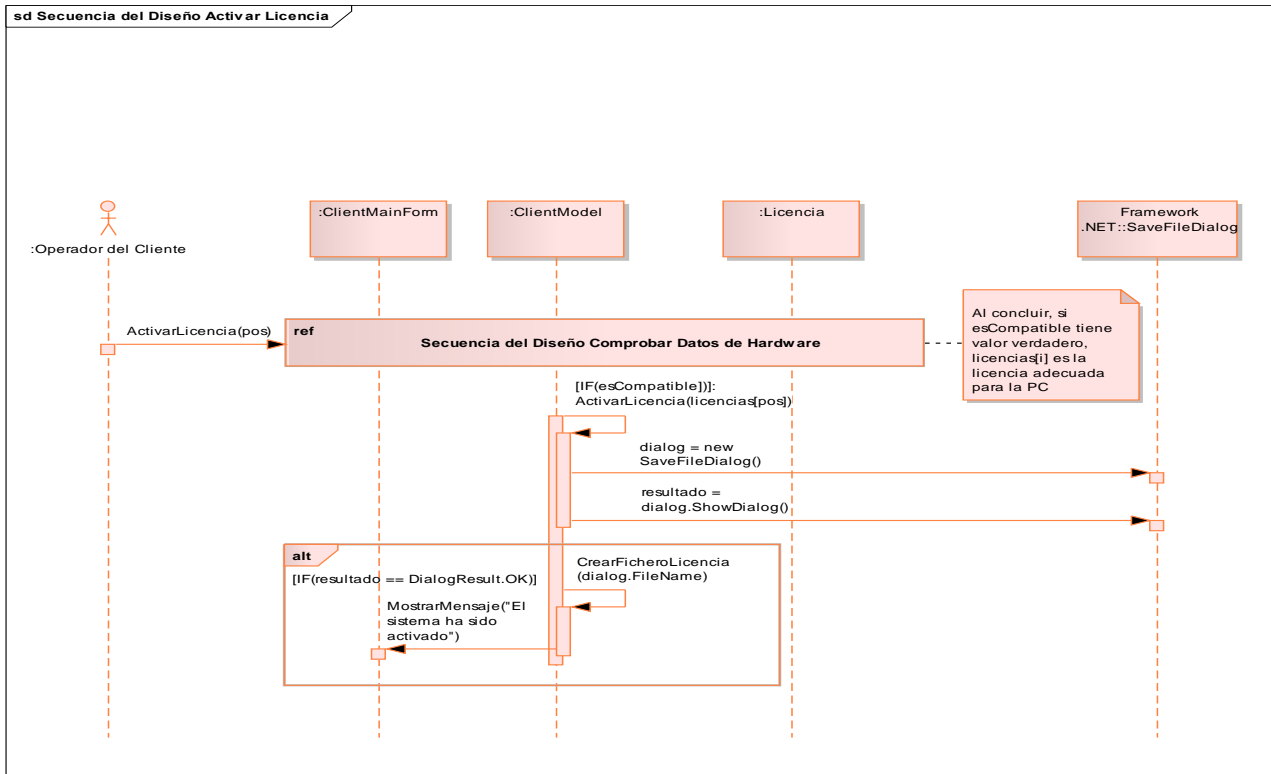 sd Secuencia del Diseño Activar Licencia
:Operador del Cliente
:ClientMainForm
:ClientModel
:Licencia
Framework
.NET::SaveFileDialog
ActivarLicencia(pos)
ref
Secuencia del Diseño Comprobar Datos de Hardware
Al concluir, si
esCompatible tiene
valor verdadero,
licencias[i] es la
licencia adecuada
para la PC
[IF(esCompatible])]:
ActivarLicencia(licencias[pos])
dialog = new
SaveFileDialog()
resultado =
dialog.ShowDialog()
alt
[IF(resultado == DialogResult.OK)]
CrearFicheroLicencia
(dialog.FileName)
MostrarMensaje("El
sistema ha sido
activado")